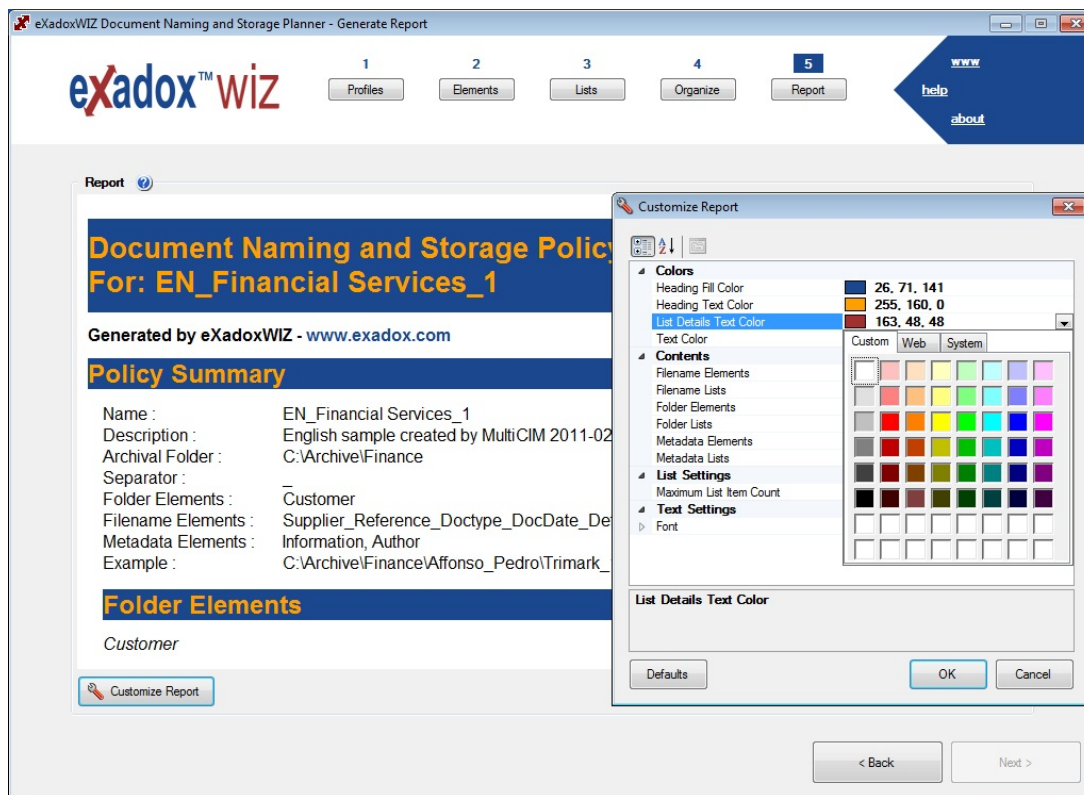 eXadoxWIZ Document Naming and Storage Planner - Generate Report
exadox™wiz
1 2 3 4 5
Profiles Elements Lists Organize Report
www
help
about
Report
Document Naming and Storage Policy
For: EN_Financial Services_1
Generated by eXadoxWIZ - www.exadox.com
Policy Summary
Name : EN_Financial Services_1
Description : English sample created by MultiCIM 2011-02
Archival Folder : C:\Archive\Finance
Separator : _
Folder Elements : Customer
Filename Elements : Supplier_Reference_Doctype_DocDate_De
Metadata Elements : Information, Author
Example : C:\Archive\Finance\Affonso_Pedro\Trimark_
Folder Elements
Customer
Customize Report
Customize Report
Colors
Heading Fill Color 26, 71, 141
Heading Text Color 255, 160, 0
List Details Text Color 163, 48, 48
Text Color
Custom Web System
Contents
Filename Elements
Filename Lists
Folder Elements
Folder Lists
Metadata Elements
Metadata Lists
List Settings
Maximum List Item Count
Text Settings
Font
List Details Text Color
Defaults OK Cancel
< Back Next >